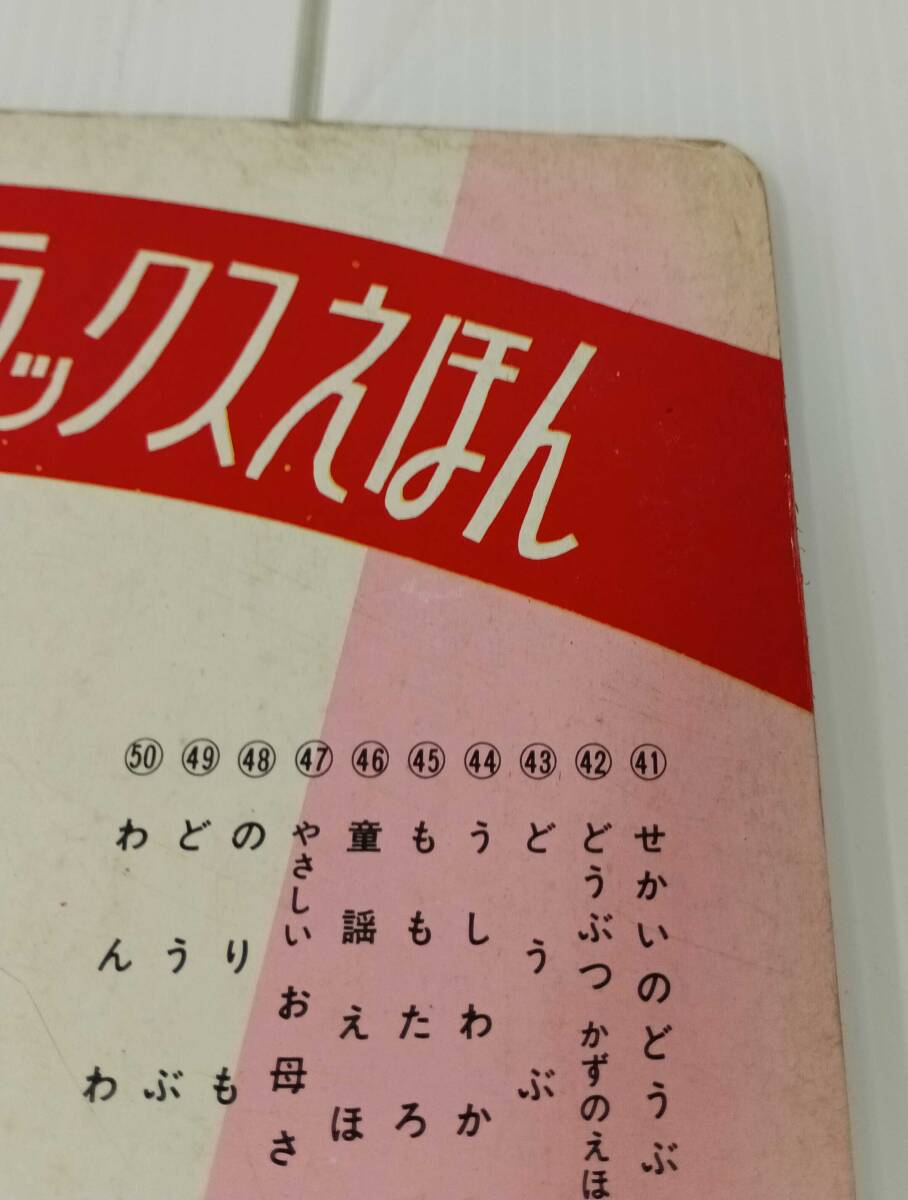 ラックスえほん
㊶ せかいのどうぶ
㊷ どうぶつ かずのえほ
㊸ どうぶ
㊹ うしわか
㊺ ももたろ
㊻ 童謡えほ
㊼ やさしいお母さ
㊽ のりも
㊾ どうぶ
㊿ わんわ